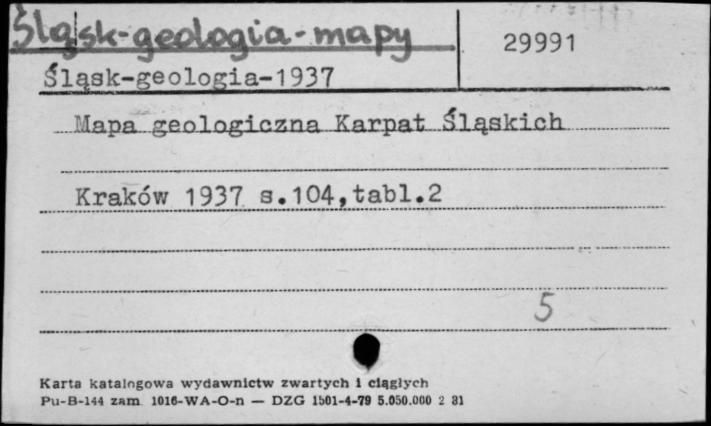 Śląsk-geologia-mapy
29991
Śląsk-geologia-1937
Mapa geologiczna Karpat Śląskich
Kraków 1937 s.104,tabl.2
5
Karta katalogowa wydawnictw zwartych i ciągłych
Pu-B-144 zam. 1016-WA-O-n — DZG 1501-4-79 5.050.000 2 81